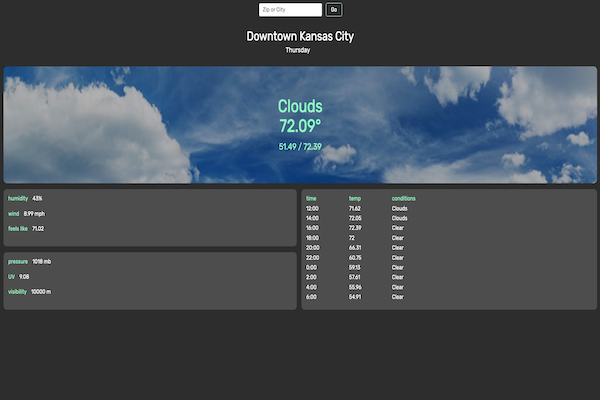 Zip or City Go
Downtown Kansas City
Thursday
Clouds
72.09°
51.49 / 72.39
humidity 43%
wind 8.99 mph
feels like 71.02
pressure 1018 mb
UV 9.08
visibility 10000 m
time temp conditions
12:00 71.62 Clouds
14:00 72.05 Clouds
16:00 72.39 Clear
18:00 72 Clear
20:00 66.31 Clear
22:00 60.75 Clear
0:00 59.13 Clear
2:00 57.61 Clear
4:00 55.96 Clear
6:00 54.91 Clear